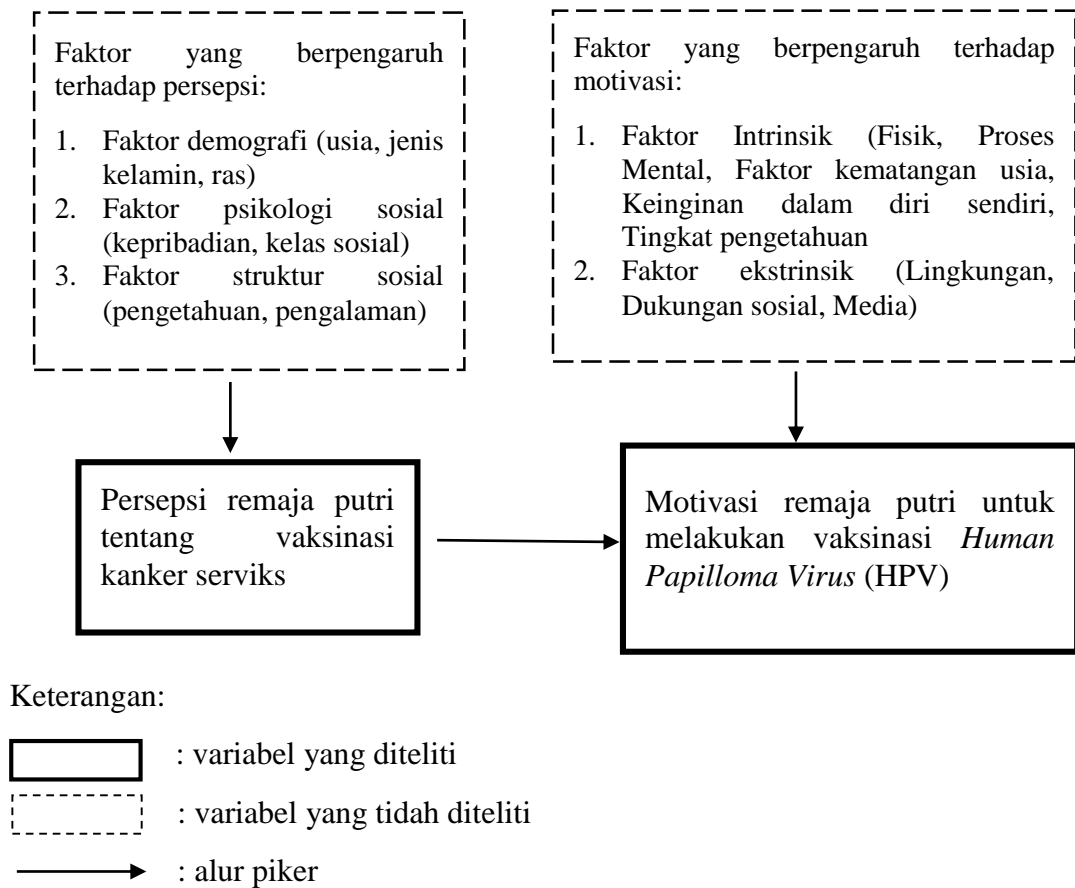 Faktor yang berpengaruh
terhadap persepsi:
1. Faktor demografi (usia, jenis
kelamin, ras)
2. Faktor psikologi sosial
(kepribadian, kelas sosial)
3. Faktor struktur sosial
(pengetahuan, pengalaman)
Faktor yang berpengaruh terhadap
motivasi:
1. Faktor Intrinsik (Fisik, Proses
Mental, Faktor kematangan usia,
Keinginan dalam diri sendiri,
Tingkat pengetahuan
2. Faktor ekstrinsik (Lingkungan,
Dukungan sosial, Media)
Persepsi remaja putri
tentang vaksinasi
kanker serviks
Motivasi remaja putri untuk
melakukan vaksinasi Human
Papilloma Virus (HPV)
Keterangan:
: variabel yang diteliti
: variabel yang tidah diteliti
: alur piker